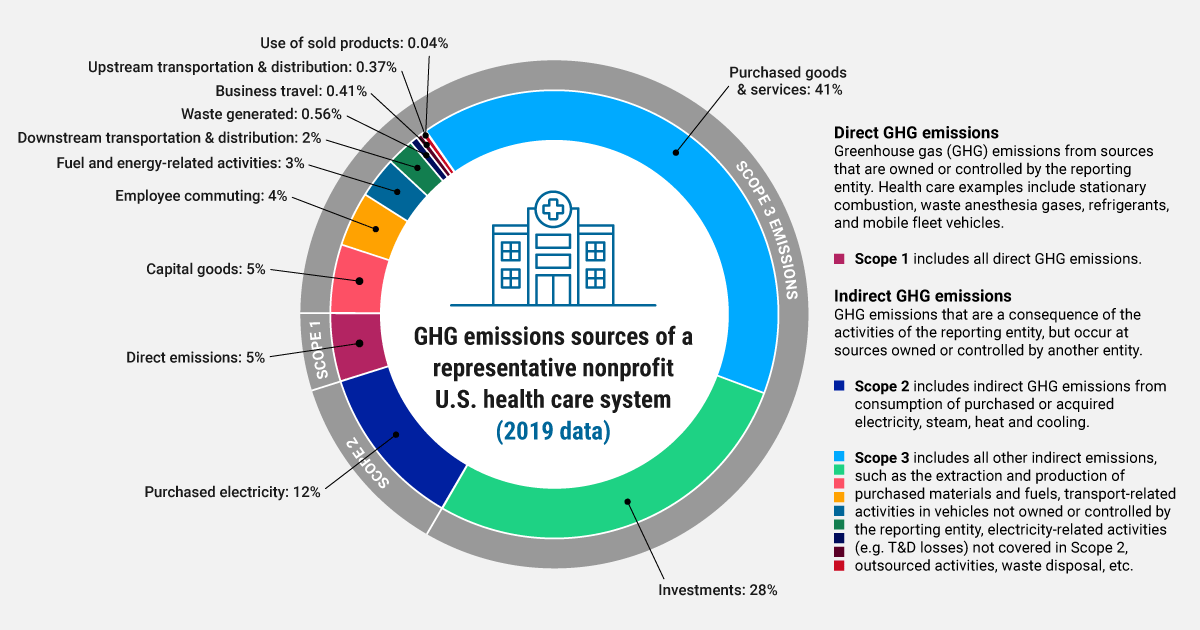 Use of sold products: 0.04%
Upstream transportation & distribution: 0.37%
Business travel: 0.41%
Waste generated: 0.56%
Downstream transportation & distribution: 2%
Fuel and energy-related activities: 3%
Employee commuting: 4%
Capital goods: 5%
Direct emissions: 5%
Purchased electricity: 12%
Investments: 28%
Purchased goods
& services: 41%
SCOPE 3 EMISSIONS
SCOPE 1
SCOPE 2
GHG emissions sources of a
representative nonprofit
U.S. health care system
(2019 data)
Direct GHG emissions
Greenhouse gas (GHG) emissions from sources
that are owned or controlled by the reporting
entity. Health care examples include stationary
combustion, waste anesthesia gases, refrigerants,
and mobile fleet vehicles.
Scope 1 includes all direct GHG emissions.
Indirect GHG emissions
GHG emissions that are a consequence of the
activities of the reporting entity, but occur at
sources owned or controlled by another entity.
Scope 2 includes indirect GHG emissions from
consumption of purchased or acquired
electricity, steam, heat and cooling.
Scope 3 includes all other indirect emissions,
such as the extraction and production of
purchased materials and fuels, transport-related
activities in vehicles not owned or controlled by
the reporting entity, electricity-related activities
(e.g. T&D losses) not covered in Scope 2,
outsourced activities, waste disposal, etc.